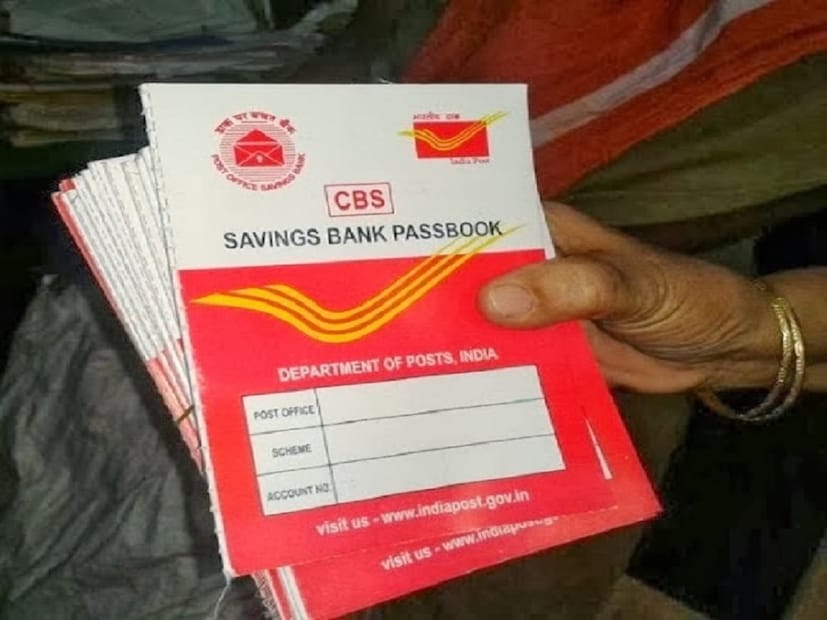 डाक घर बचत बैंक
POST OFFICE SAVINGS BANK
भारतीय डाक
India Post
CBS
SAVINGS BANK PASSBOOK
DEPARTMENT OF POSTS, INDIA
POST OFFICE
SCHEME
ACCOUNT NO.
visit us - www.indiapost.gov.in
visit us - www.indiapost.go